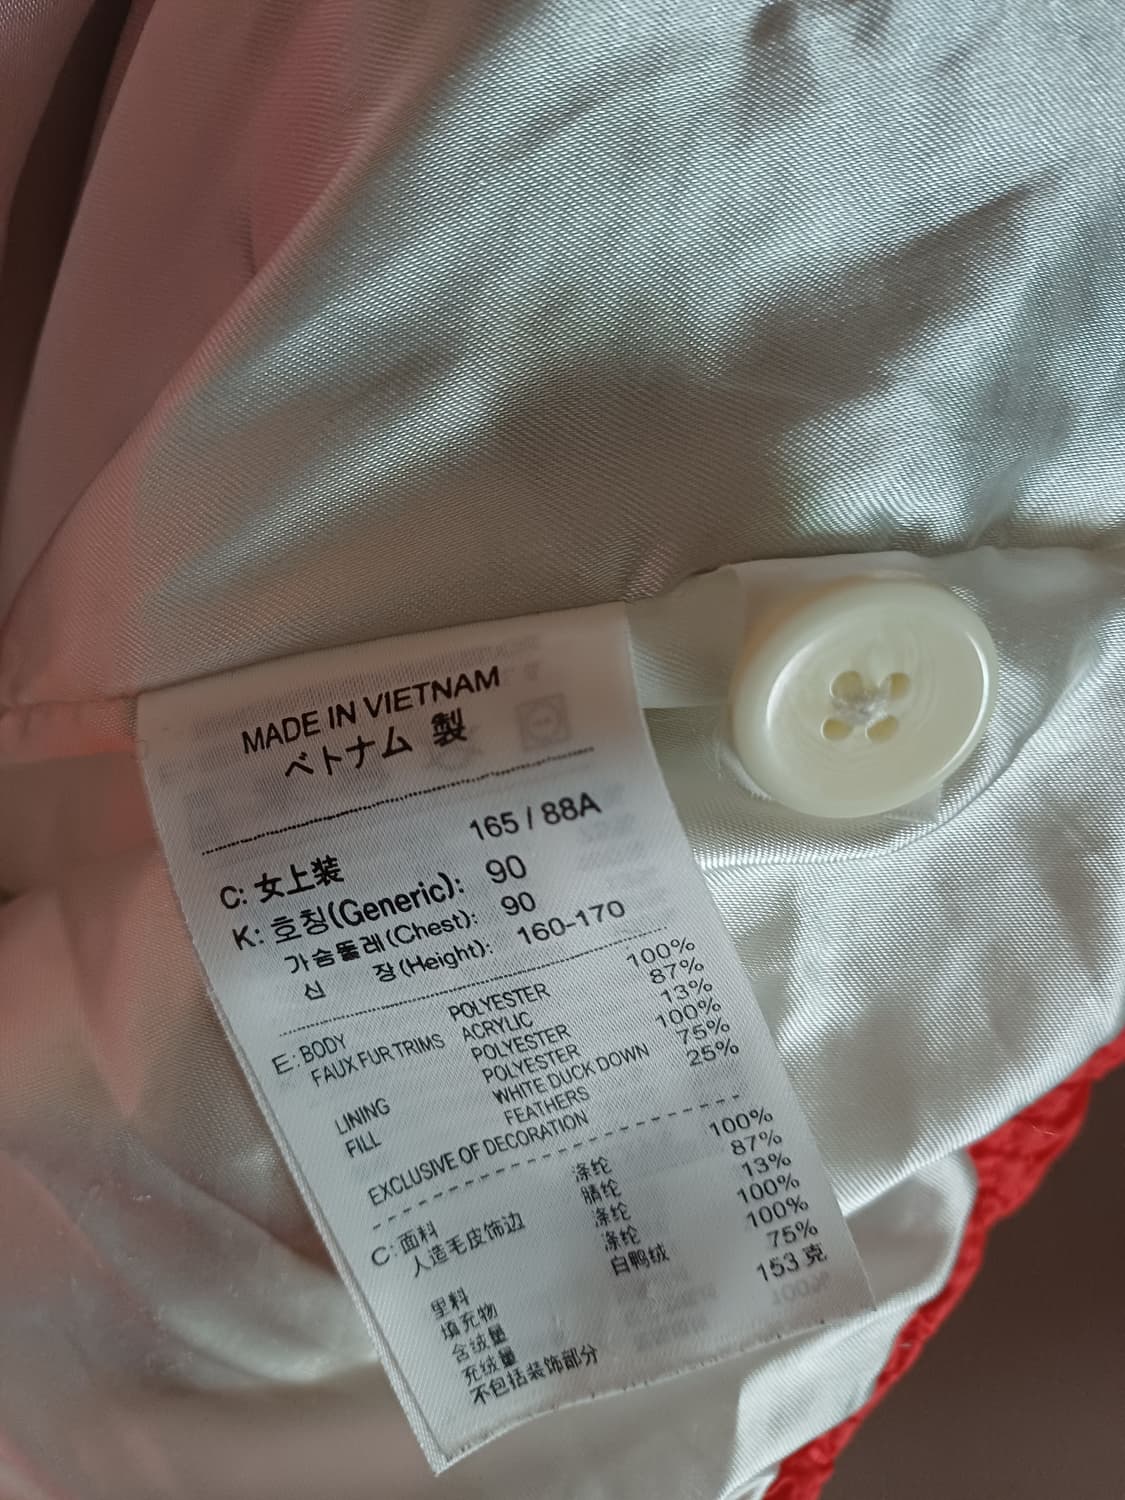 MADE IN VIETNAM
ベトナム 製
C: 女上装 165 / 88A
K: 호칭(Generic): 90
가슴둘레(Chest): 90
신 장(Height): 160-170
E: BODY POLYESTER 100%
FAUX FUR TRIMS ACRYLIC 87%
POLYESTER 13%
LINING POLYESTER 100%
FILL WHITE DUCK DOWN 75%
FEATHERS 25%
EXCLUSIVE OF DECORATION
C: 面料 涤纶 100%
人造毛皮饰边 腈纶 87%
涤纶 13%
里料 涤纶 100%
填充物 白鸭绒 100%
含绒量 75%
充绒量 153 克
不包括装饰部分